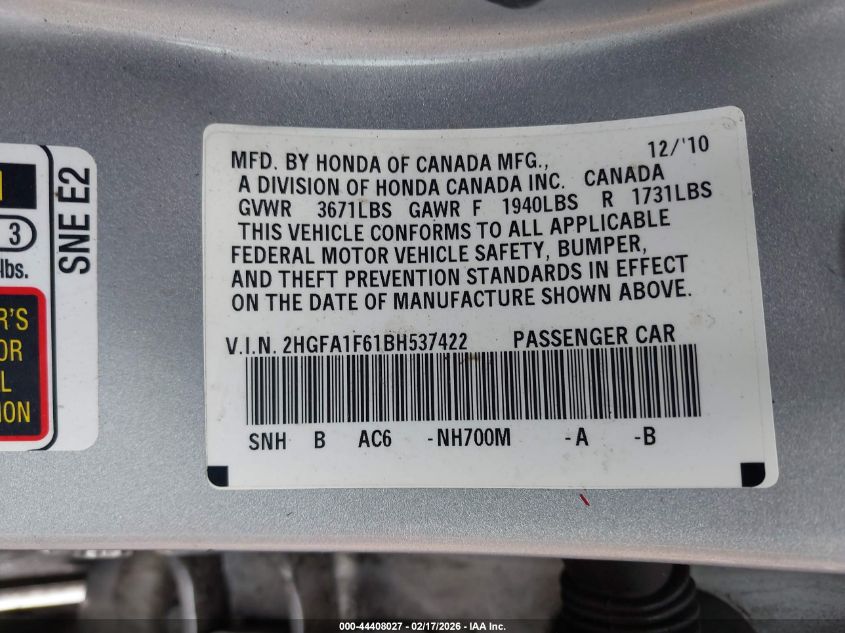 MFD. BY HONDA OF CANADA MFG., 12/'10
A DIVISION OF HONDA CANADA INC. CANADA
GVWR 3671LBS GAWR F 1940LBS R 1731LBS
THIS VEHICLE CONFORMS TO ALL APPLICABLE
FEDERAL MOTOR VEHICLE SAFETY, BUMPER,
AND THEFT PREVENTION STANDARDS IN EFFECT
ON THE DATE OF MANUFACTURE SHOWN ABOVE.
V.I.N. 2HGFA1F61BH537422 PASSENGER CAR
SNH B AC6 -NH700M -A -B
SNE E2
3
lbs.
R'S
OR
L
ION
000-44408027 - 02/17/2026 - IAA Inc.